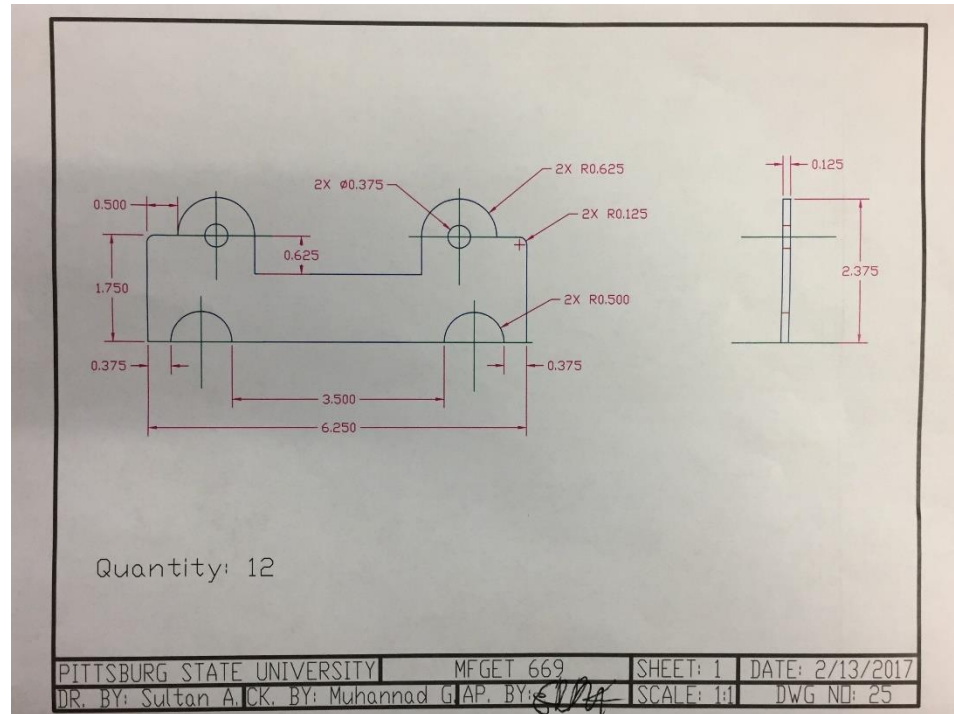 2X R0.625
0.125
2X ø0.375
0.500
2X R0.125
0.625
2.375
1.750
2X R0.500
0.375
0.375
3.500
6.250
Quantity: 12
PITTSBURG STATE UNIVERSITY MFGET 669 SHEET: 1 DATE: 2/13/2017
DR. BY: Sultan A. CK. BY: Muhannad G. AP. BY: SCALE: 1:1 DWG NO: 25